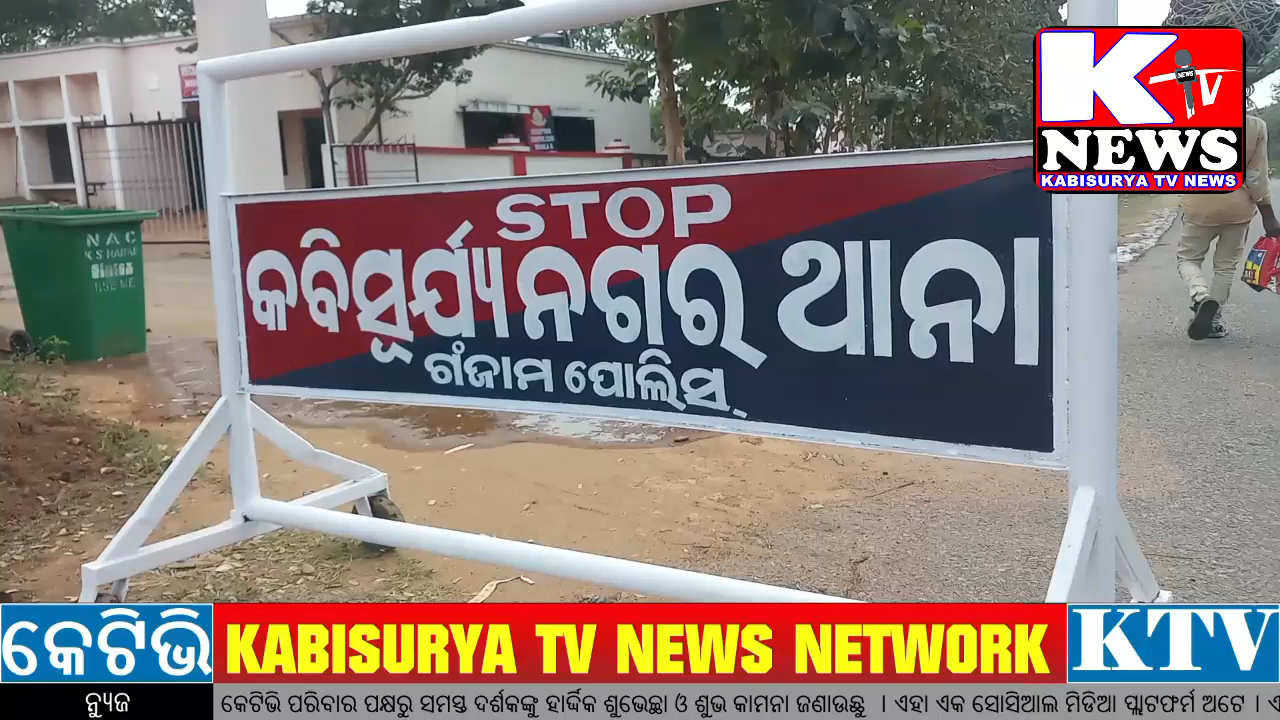 K
TV
NEWS
NEWS
KABISURYA TV NEWS
STOP
କବିସୂର୍ଯ୍ୟନଗର ଥାନା
ଗଂଜାମ ପୋଲିସ୍
NAC
Sintex
କେଟିଭି
KABISURYA TV NEWS NETWORK
KTV
ନ୍ୟୁଜ
କେଟିଭି ପରିବାର ପକ୍ଷରୁ ସମସ୍ତ ଦର୍ଶକଙ୍କୁ ହାର୍ଦ୍ଦିକ ଶୁଭେଚ୍ଛା ଓ ଶୁଭ କାମନା ଜଣାଉଛୁ । ଏହା ଏକ ସୋସିଆଲ ମିଡିଆ ପ୍ଲାଟଫର୍ମ ଅଟେ ।